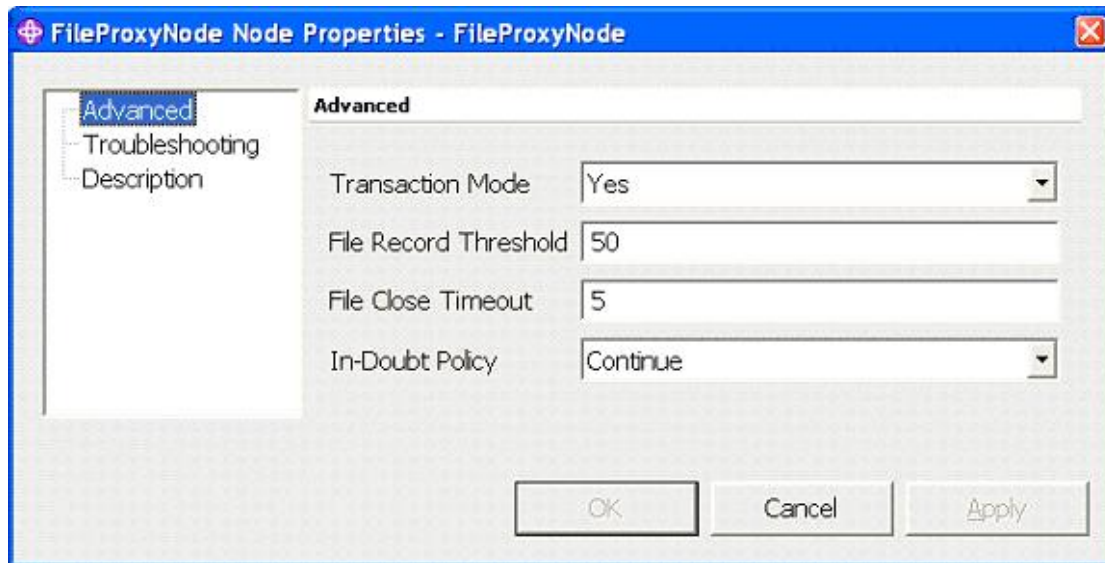 FileProxyNode Node Properties - FileProxyNode
Advanced
Troubleshooting
Description
Advanced
Transaction Mode Yes
File Record Threshold 50
File Close Timeout 5
In-Doubt Policy Continue
OK Cancel Apply